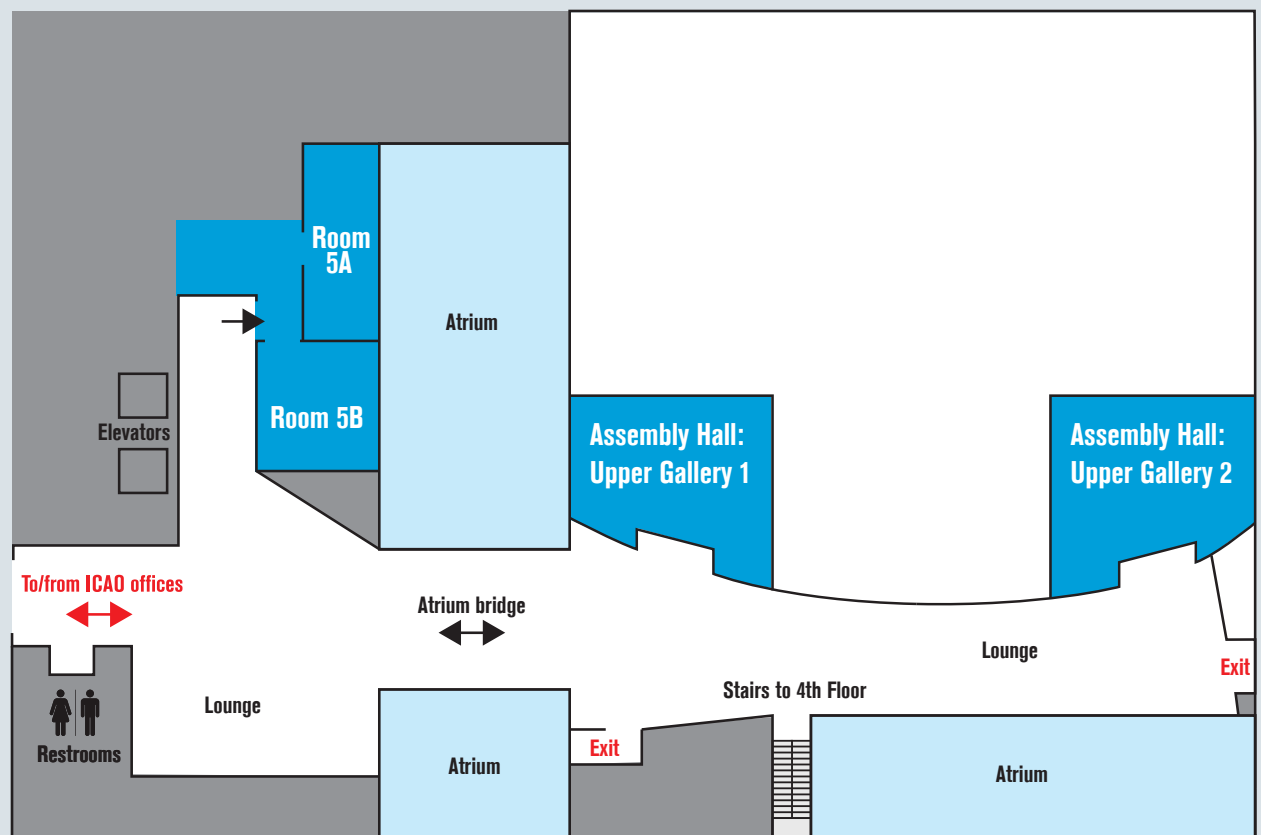 Room
5A
Atrium
Room 5B
Elevators
Assembly Hall:
Upper Gallery 1
Assembly Hall:
Upper Gallery 2
To/from ICAO offices
Atrium bridge
Lounge
Exit
Stairs to 4th Floor
Lounge
Restrooms
Exit
Atrium
Atrium